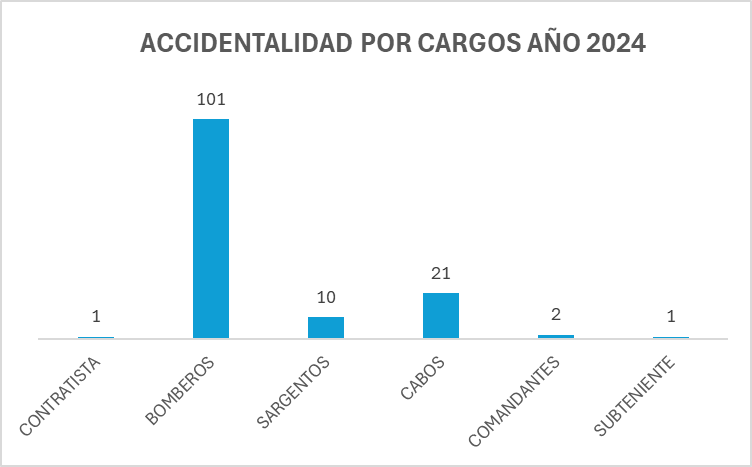 ACCIDENTALIDAD POR CARGOS AÑO 2024
1
101
10
21
2
1
CONTRATISTA
BOMBEROS
SARGENTOS
CABOS
COMANDANTES
SUBTENIENTE